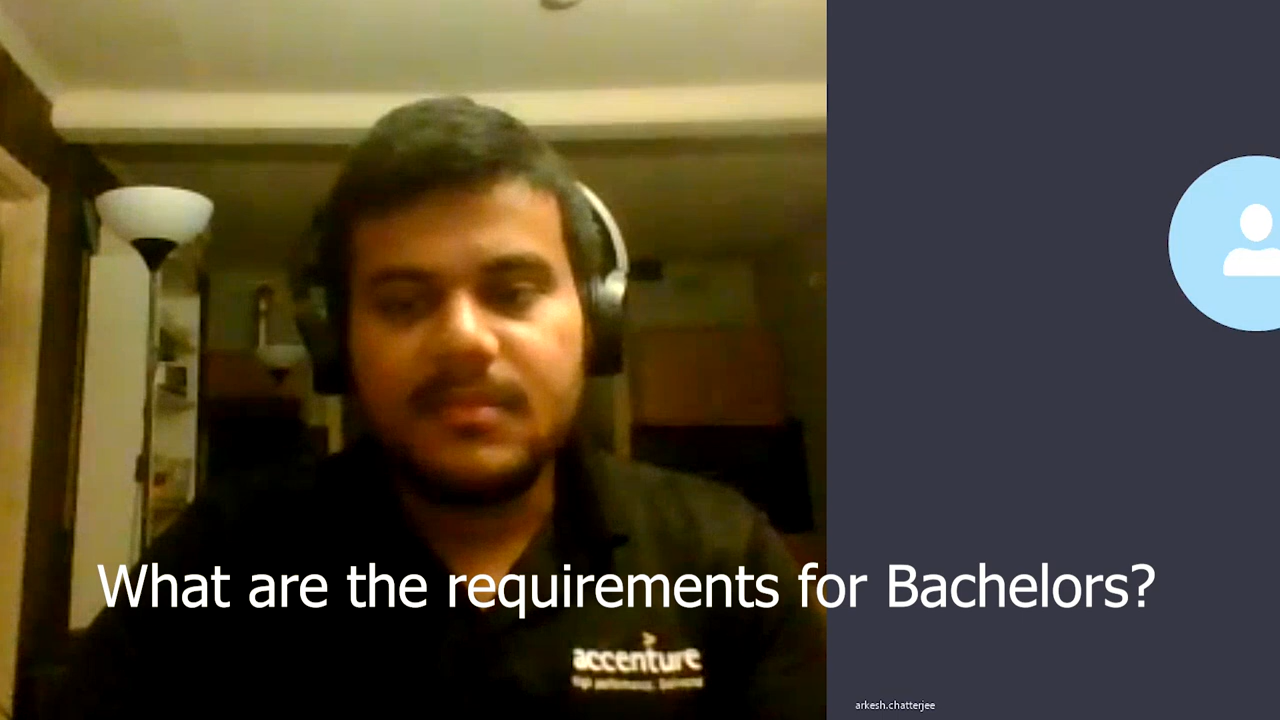 What are the requirements for Bachelors?
>
accenture
arkesh.chatterjee